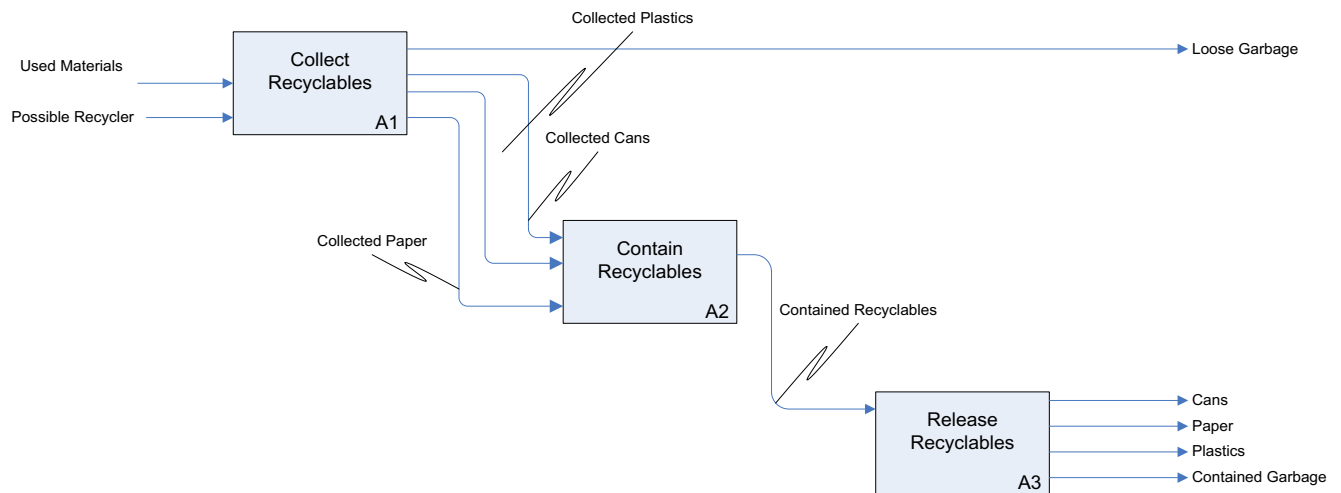 Collected Plastics
Collect
Recyclables
A1
Loose Garbage
Used Materials
Possible Recycler
Collected Cans
Collected Paper
Contain
Recyclables
A2
Contained Recyclables
Release
Recyclables
A3
Cans
Paper
Plastics
Contained Garbage